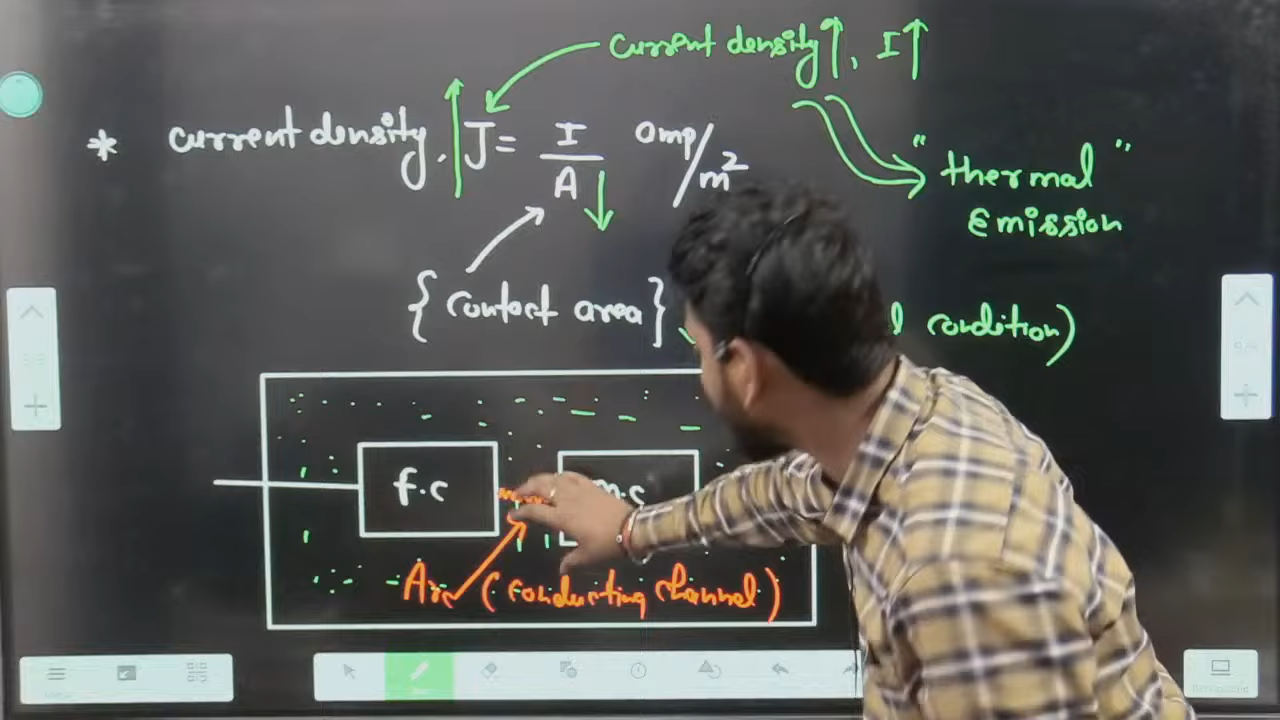 Current density↑, I↑
* Current density, ↑ J = I/A amp/m² ↓
"thermal
Emission
{Contact area}
condition)
f.c
m.c
Arc (Conducting channel)